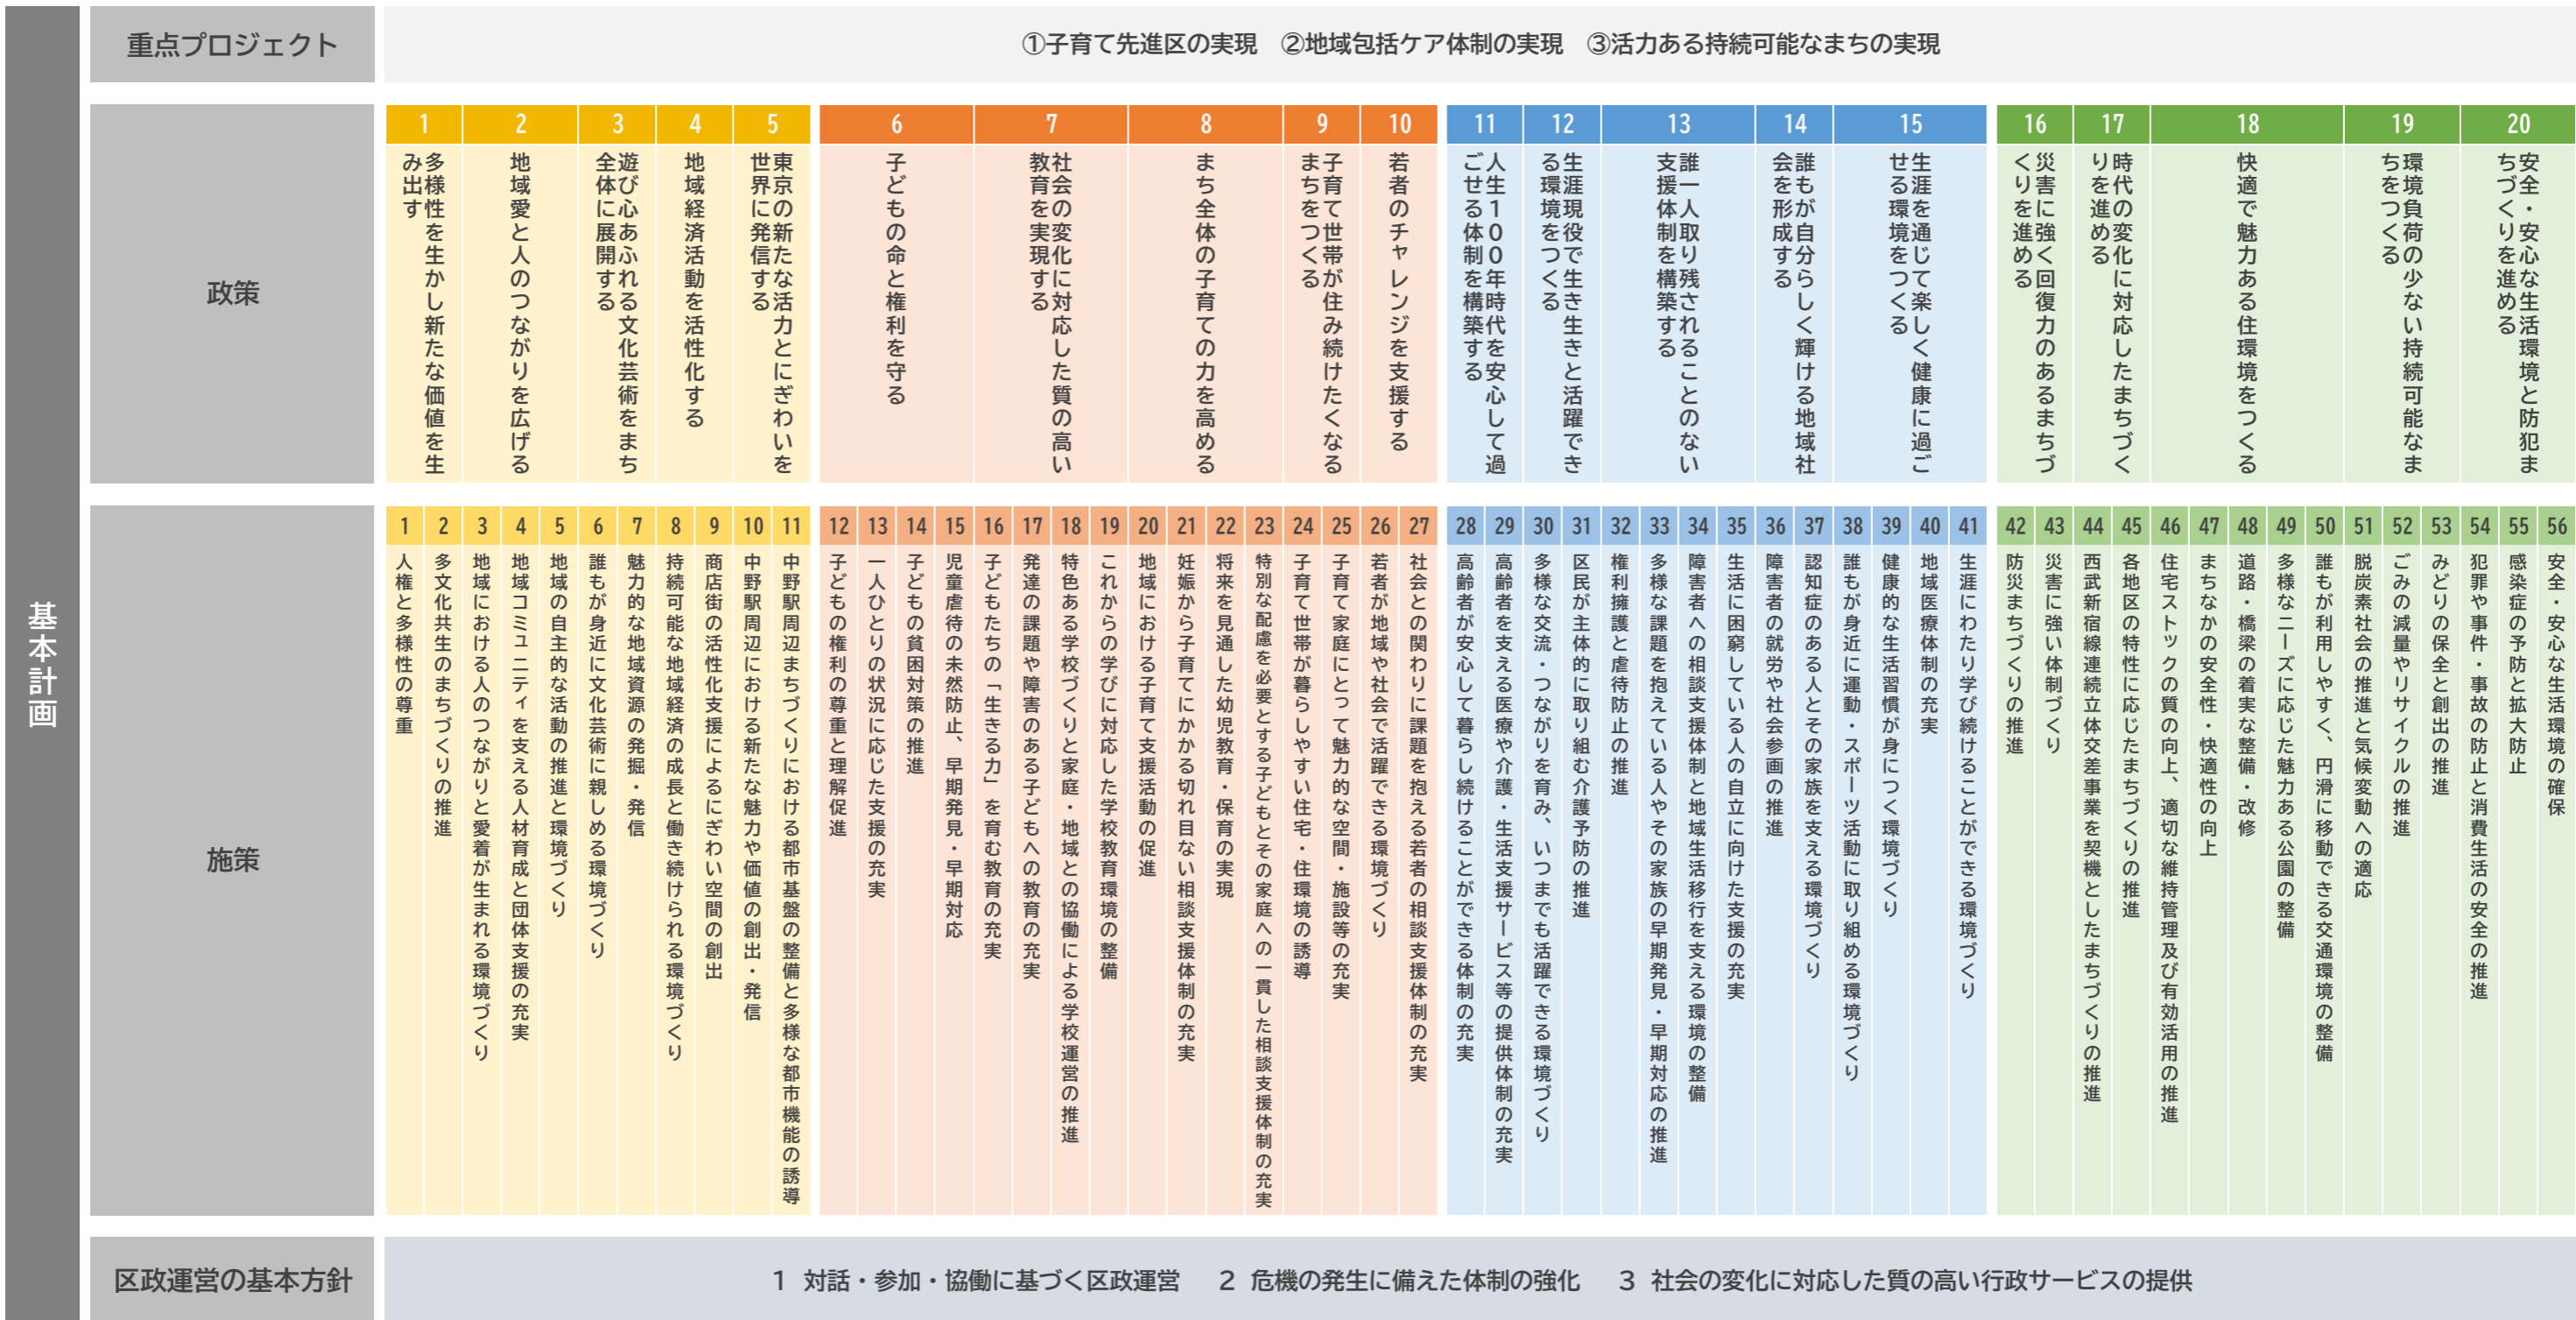 基本計画
重点プロジェクト
①子育て先進区の実現　②地域包括ケア体制の実現　③活力ある持続可能なまちの実現
政策
1
多様性を生かし新たな価値を生
み出す
2
地域愛と人のつながりを広げる
3
遊び心あふれる文化芸術をまち
全体に展開する
4
地域経済活動を活性化する
5
東京の新たな活力とにぎわいを
世界に発信する
6
子どもの命と権利を守る
7
社会の変化に対応した質の高い
教育を実現する
8
まち全体の子育ての力を高める
9
子育て世帯が住み続けたくなる
まちをつくる
10
若者のチャレンジを支援する
11
人生100年時代を安心して過
ごせる体制を構築する
12
生涯現役で生き生きと活躍でき
る環境をつくる
13
誰一人取り残されることのない
支援体制を構築する
14
誰もが自分らしく輝ける地域社
会を形成する
15
生涯を通じて楽しく健康に過ご
せる環境をつくる
16
災害に強く回復力のあるまちづ
くりを進める
17
時代の変化に対応したまちづく
りを進める
18
快適で魅力ある住環境をつくる
19
環境負荷の少ない持続可能なま
ちをつくる
20
安全・安心な生活環境と防犯ま
ちづくりを進める
施策
1
人権と多様性の尊重
2
多文化共生のまちづくりの推進
3
地域における人のつながりと愛着が生まれる環境づくり
4
地域コミュニティを支える人材育成と団体支援の充実
5
地域の自主的な活動の推進と環境づくり
6
誰もが身近に文化芸術に親しめる環境づくり
7
魅力的な地域資源の発掘・発信
8
持続可能な地域経済の成長と働き続けられる環境づくり
9
商店街の活性化支援によるにぎわい空間の創出
10
中野駅周辺における新たな魅力や価値の創出・発信
11
中野駅周辺まちづくりにおける都市基盤の整備と多様な都市機能の誘導
12
子どもの権利の尊重と理解促進
13
一人ひとりの状況に応じた支援の充実
14
子どもの貧困対策の推進
15
児童虐待の未然防止、早期発見・早期対応
16
子どもたちの「生きる力」を育む教育の充実
17
発達の課題や障害のある子どもへの教育の充実
18
特色ある学校づくりと家庭・地域との協働による学校運営の推進
19
これからの学びに対応した学校教育環境の整備
20
地域における子育て支援活動の促進
21
妊娠から子育てにかかる切れ目ない相談支援体制の充実
22
将来を見通した幼児教育・保育の実現
23
特別な配慮を必要とする子どもとその家庭への一貫した相談支援体制の充実
24
子育て世帯が暮らしやすい住宅・住環境の誘導
25
子育て家庭にとって魅力的な空間・施設等の充実
26
若者が地域や社会で活躍できる環境づくり
27
社会との関わりに課題を抱える若者の相談支援体制の充実
28
高齢者が安心して暮らし続けることができる体制の充実
29
高齢者を支える医療や介護・生活支援サービス等の提供体制の充実
30
多様な交流・つながりを育み、いつまでも活躍できる環境づくり
31
区民が主体的に取り組む介護予防の推進
32
権利擁護と虐待防止の推進
33
多様な課題を抱えている人やその家族の早期発見・早期対応の推進
34
障害者への相談支援体制と地域生活移行を支える環境の整備
35
生活に困窮している人の自立に向けた支援の充実
36
障害者の就労や社会参画の推進
37
認知症のある人とその家族を支える環境づくり
38
誰もが身近に運動・スポーツ活動に取り組める環境づくり
39
健康的な生活習慣が身につく環境づくり
40
地域医療体制の充実
41
生涯にわたり学び続けることができる環境づくり
42
防災まちづくりの推進
43
災害に強い体制づくり
44
西武新宿線連続立体交差事業を契機としたまちづくりの推進
45
各地区の特性に応じたまちづくりの推進
46
住宅ストックの質の向上、適切な維持管理及び有効活用の推進
47
まちなかの安全性・快適性の向上
48
道路・橋梁の着実な整備・改修
49
多様なニーズに応じた魅力ある公園の整備
50
誰もが利用しやすく、円滑に移動できる交通環境の整備
51
脱炭素社会の推進と気候変動への適応
52
ごみの減量やリサイクルの推進
53
みどりの保全と創出の推進
54
犯罪や事件・事故の防止と消費生活の安全の推進
55
感染症の予防と拡大防止
56
安全・安心な生活環境の確保
区政運営の基本方針
1 対話・参加・協働に基づく区政運営　2 危機の発生に備えた体制の強化　3 社会の変化に対応した質の高い行政サービスの提供